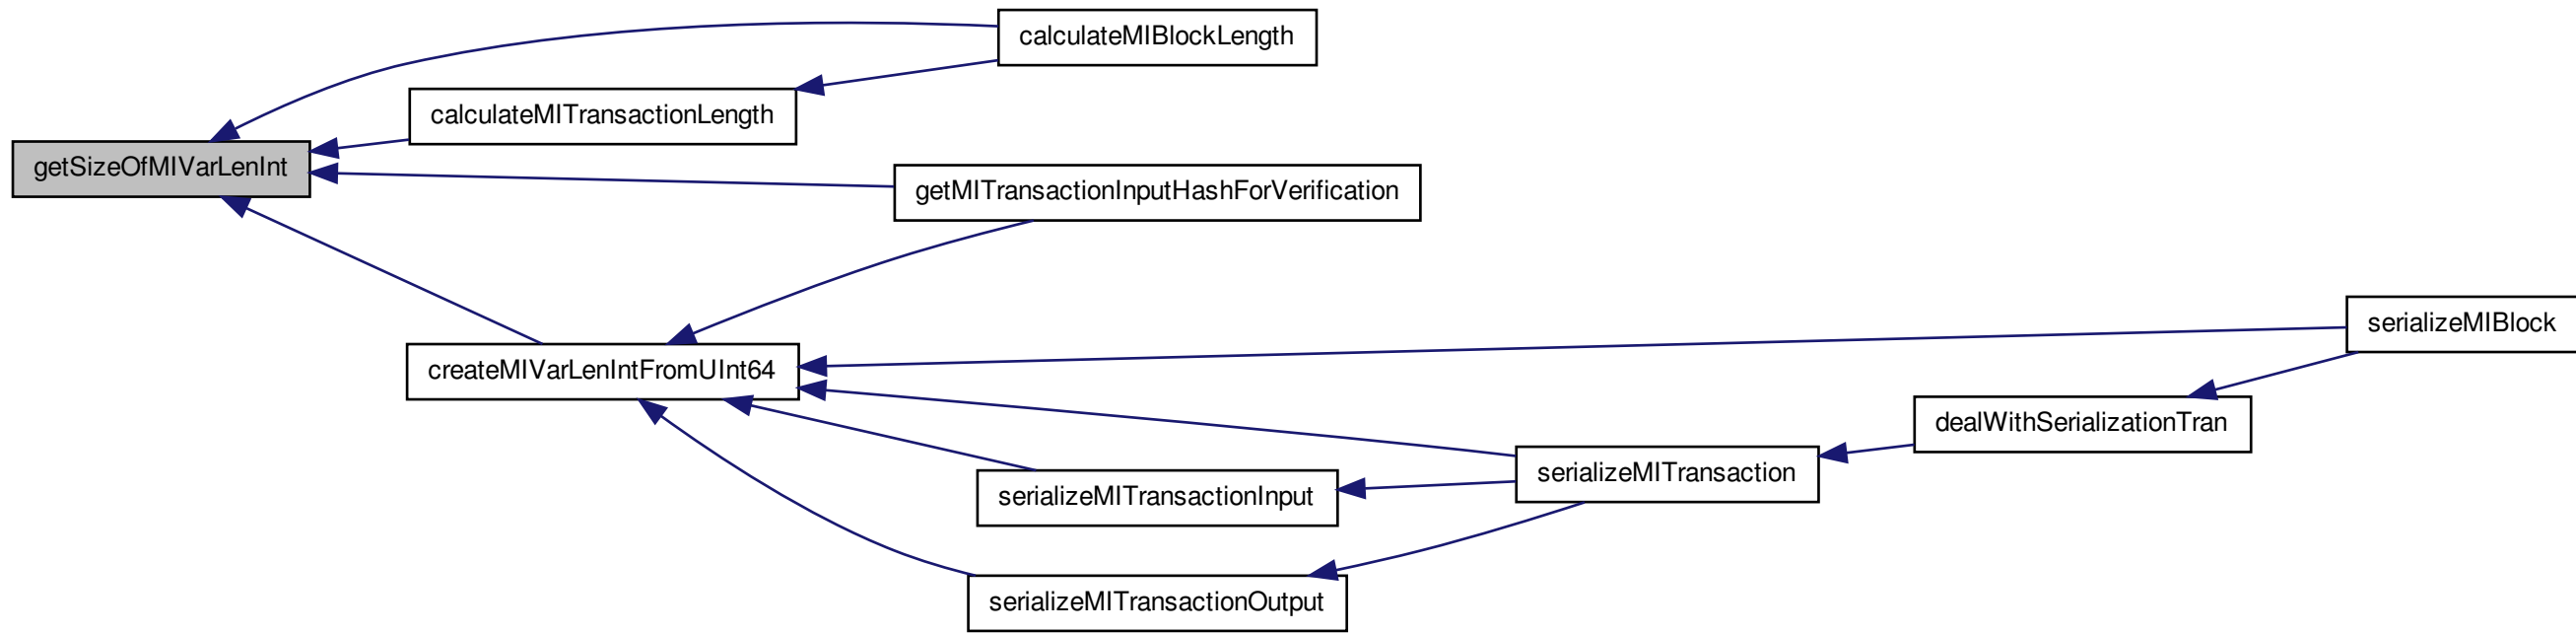 calculateMIBlockLength
calculateMITransactionLength
getSizeOfMIVarLenInt
getMITransactionInputHashForVerification
serializeMIBlock
createMIVarLenIntFromUInt64
dealWithSerializationTran
serializeMITransaction
serializeMITransactionInput
serializeMITransactionOutput